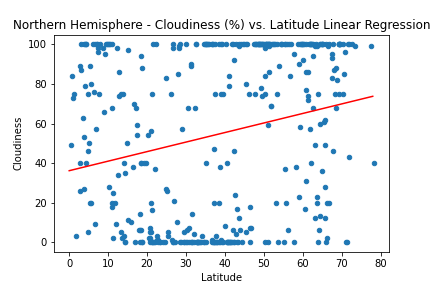 Northern Hemisphere - Cloudiness (%) vs. Latitude Linear Regression
100
80
60
40
20
0
Cloudiness
0 10 20 30 40 50 60 70 80
Latitude